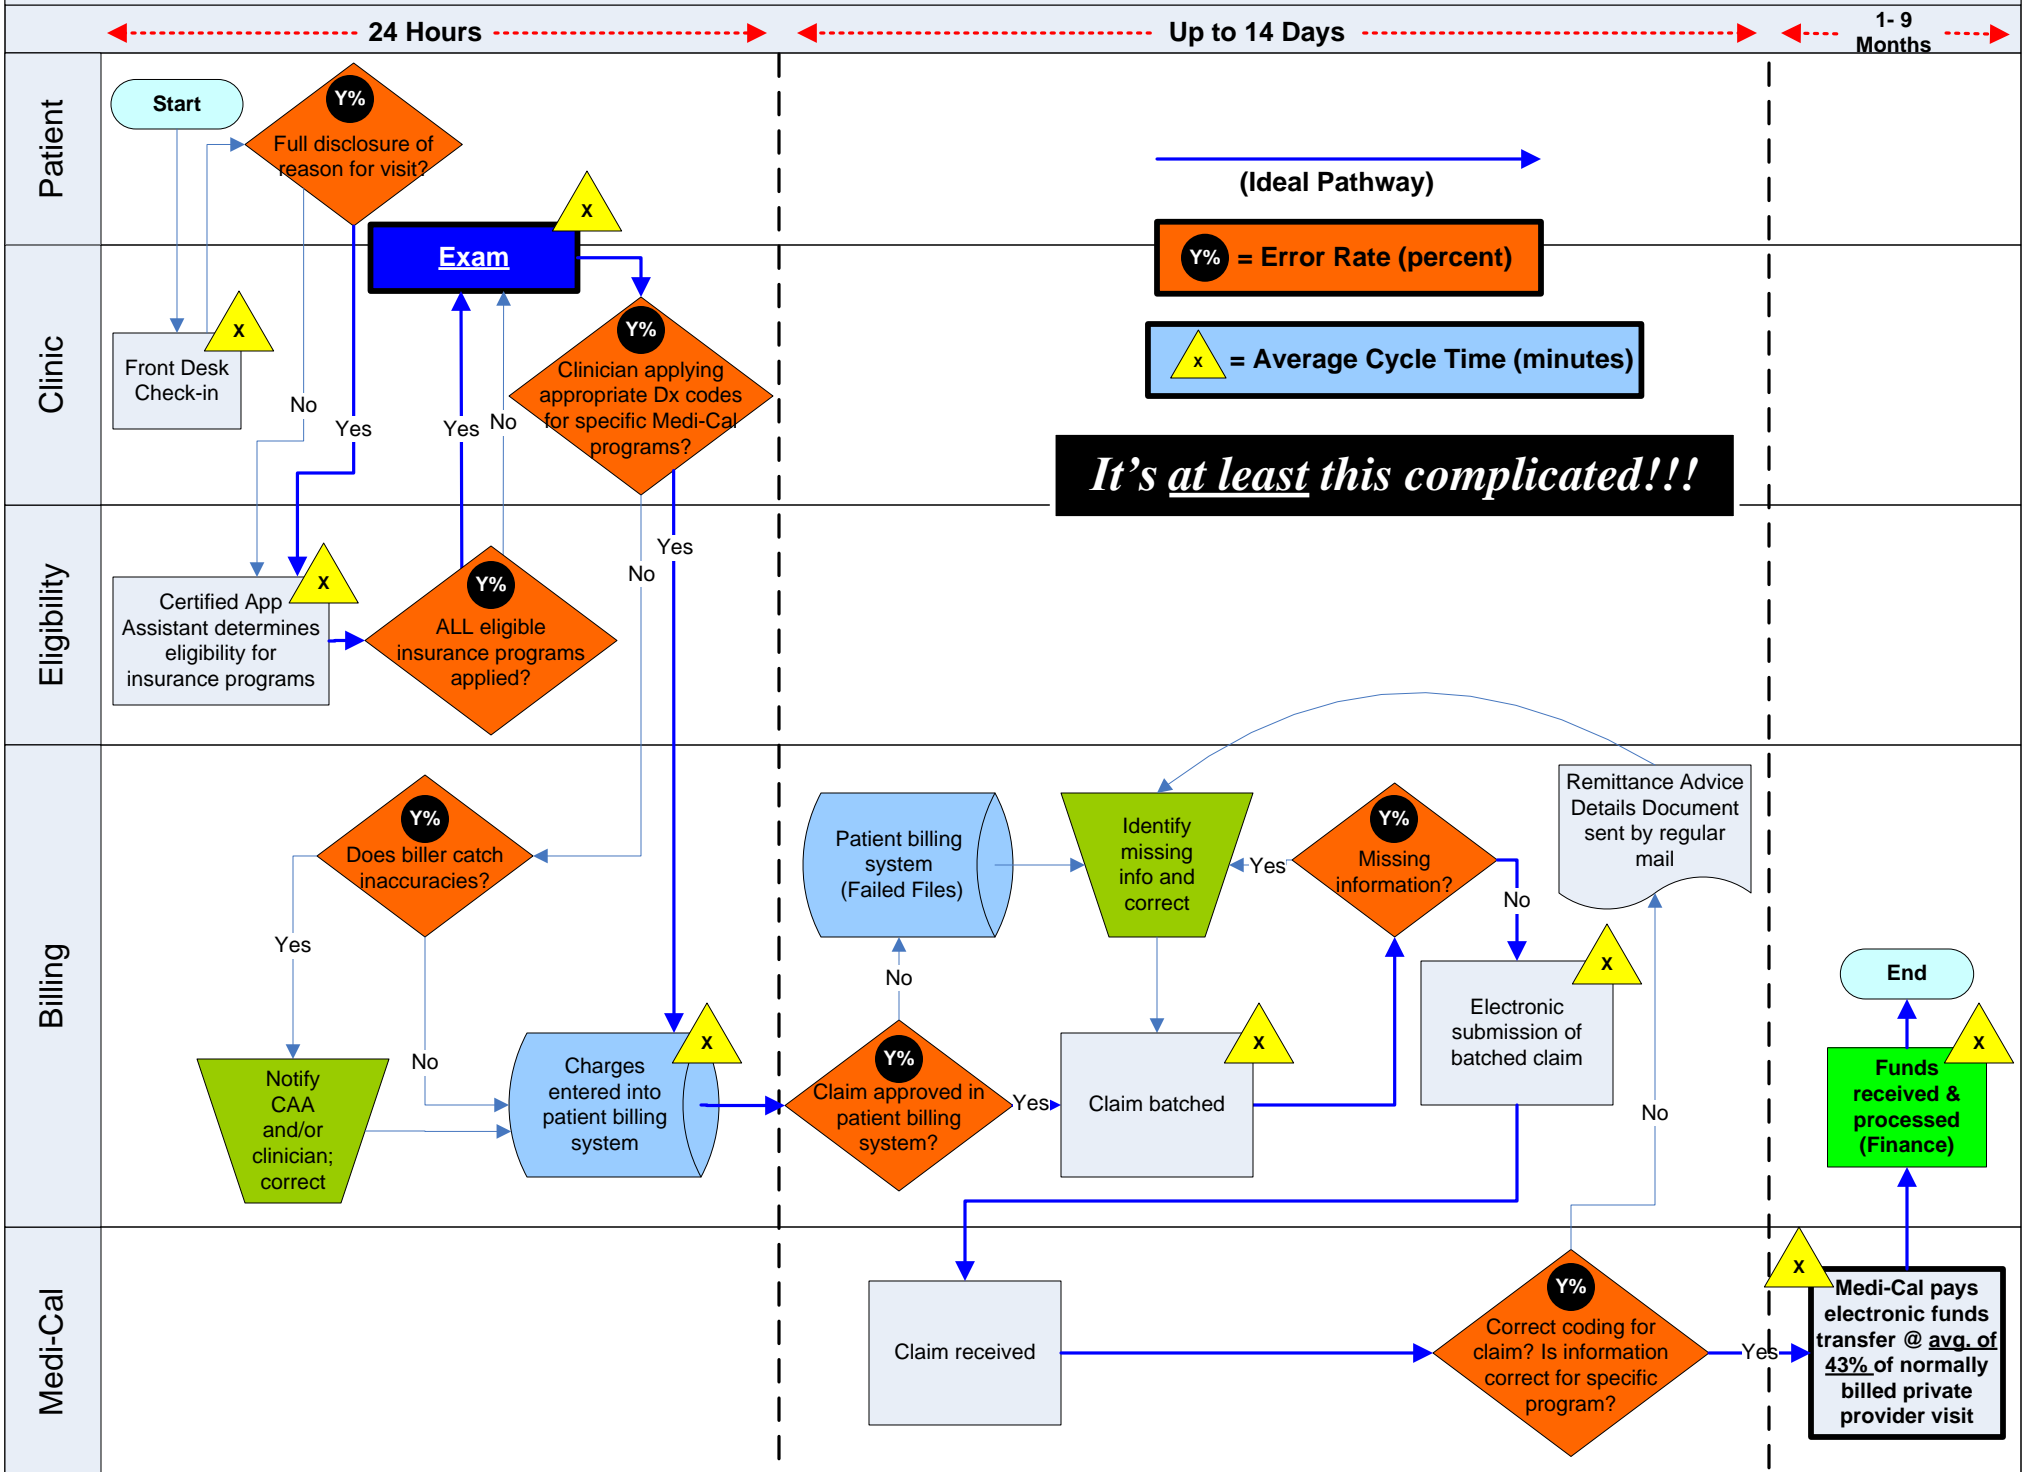 24 Hours
Up to 14 Days
1- 9
Months
Patient
Start
Y%
Full disclosure of
reason for visit?
X
Exam
(Ideal Pathway)
Y% = Error Rate (percent)
X = Average Cycle Time (minutes)
It's at least this complicated!!!
Clinic
X
Front Desk
Check-in
No
Yes
Yes
No
Y%
Clinician applying
appropriate Dx codes
for specific Medi-Cal
programs?
Yes
No
Eligibility
X
Certified App
Assistant determines
eligibility for
insurance programs
Y%
ALL eligible
insurance programs
applied?
Billing
Y%
Does biller catch
inaccuracies?
Yes
No
Notify
CAA
and/or
clinician;
correct
X
Charges
entered into
patient billing
system
Patient billing
system
(Failed Files)
No
Y%
Claim approved in
patient billing
system?
Yes
Identify
missing
info and
correct
Yes
Y%
Missing
information?
No
X
Claim batched
X
Electronic
submission of
batched claim
Remittance Advice
Details Document
sent by regular
mail
No
End
X
Funds
received &
processed
(Finance)
Medi-Cal
Claim received
Y%
Correct coding for
claim? Is information
correct for specific
program?
Yes
X
Medi-Cal pays
electronic funds
transfer @ avg. of
43% of normally
billed private
provider visit